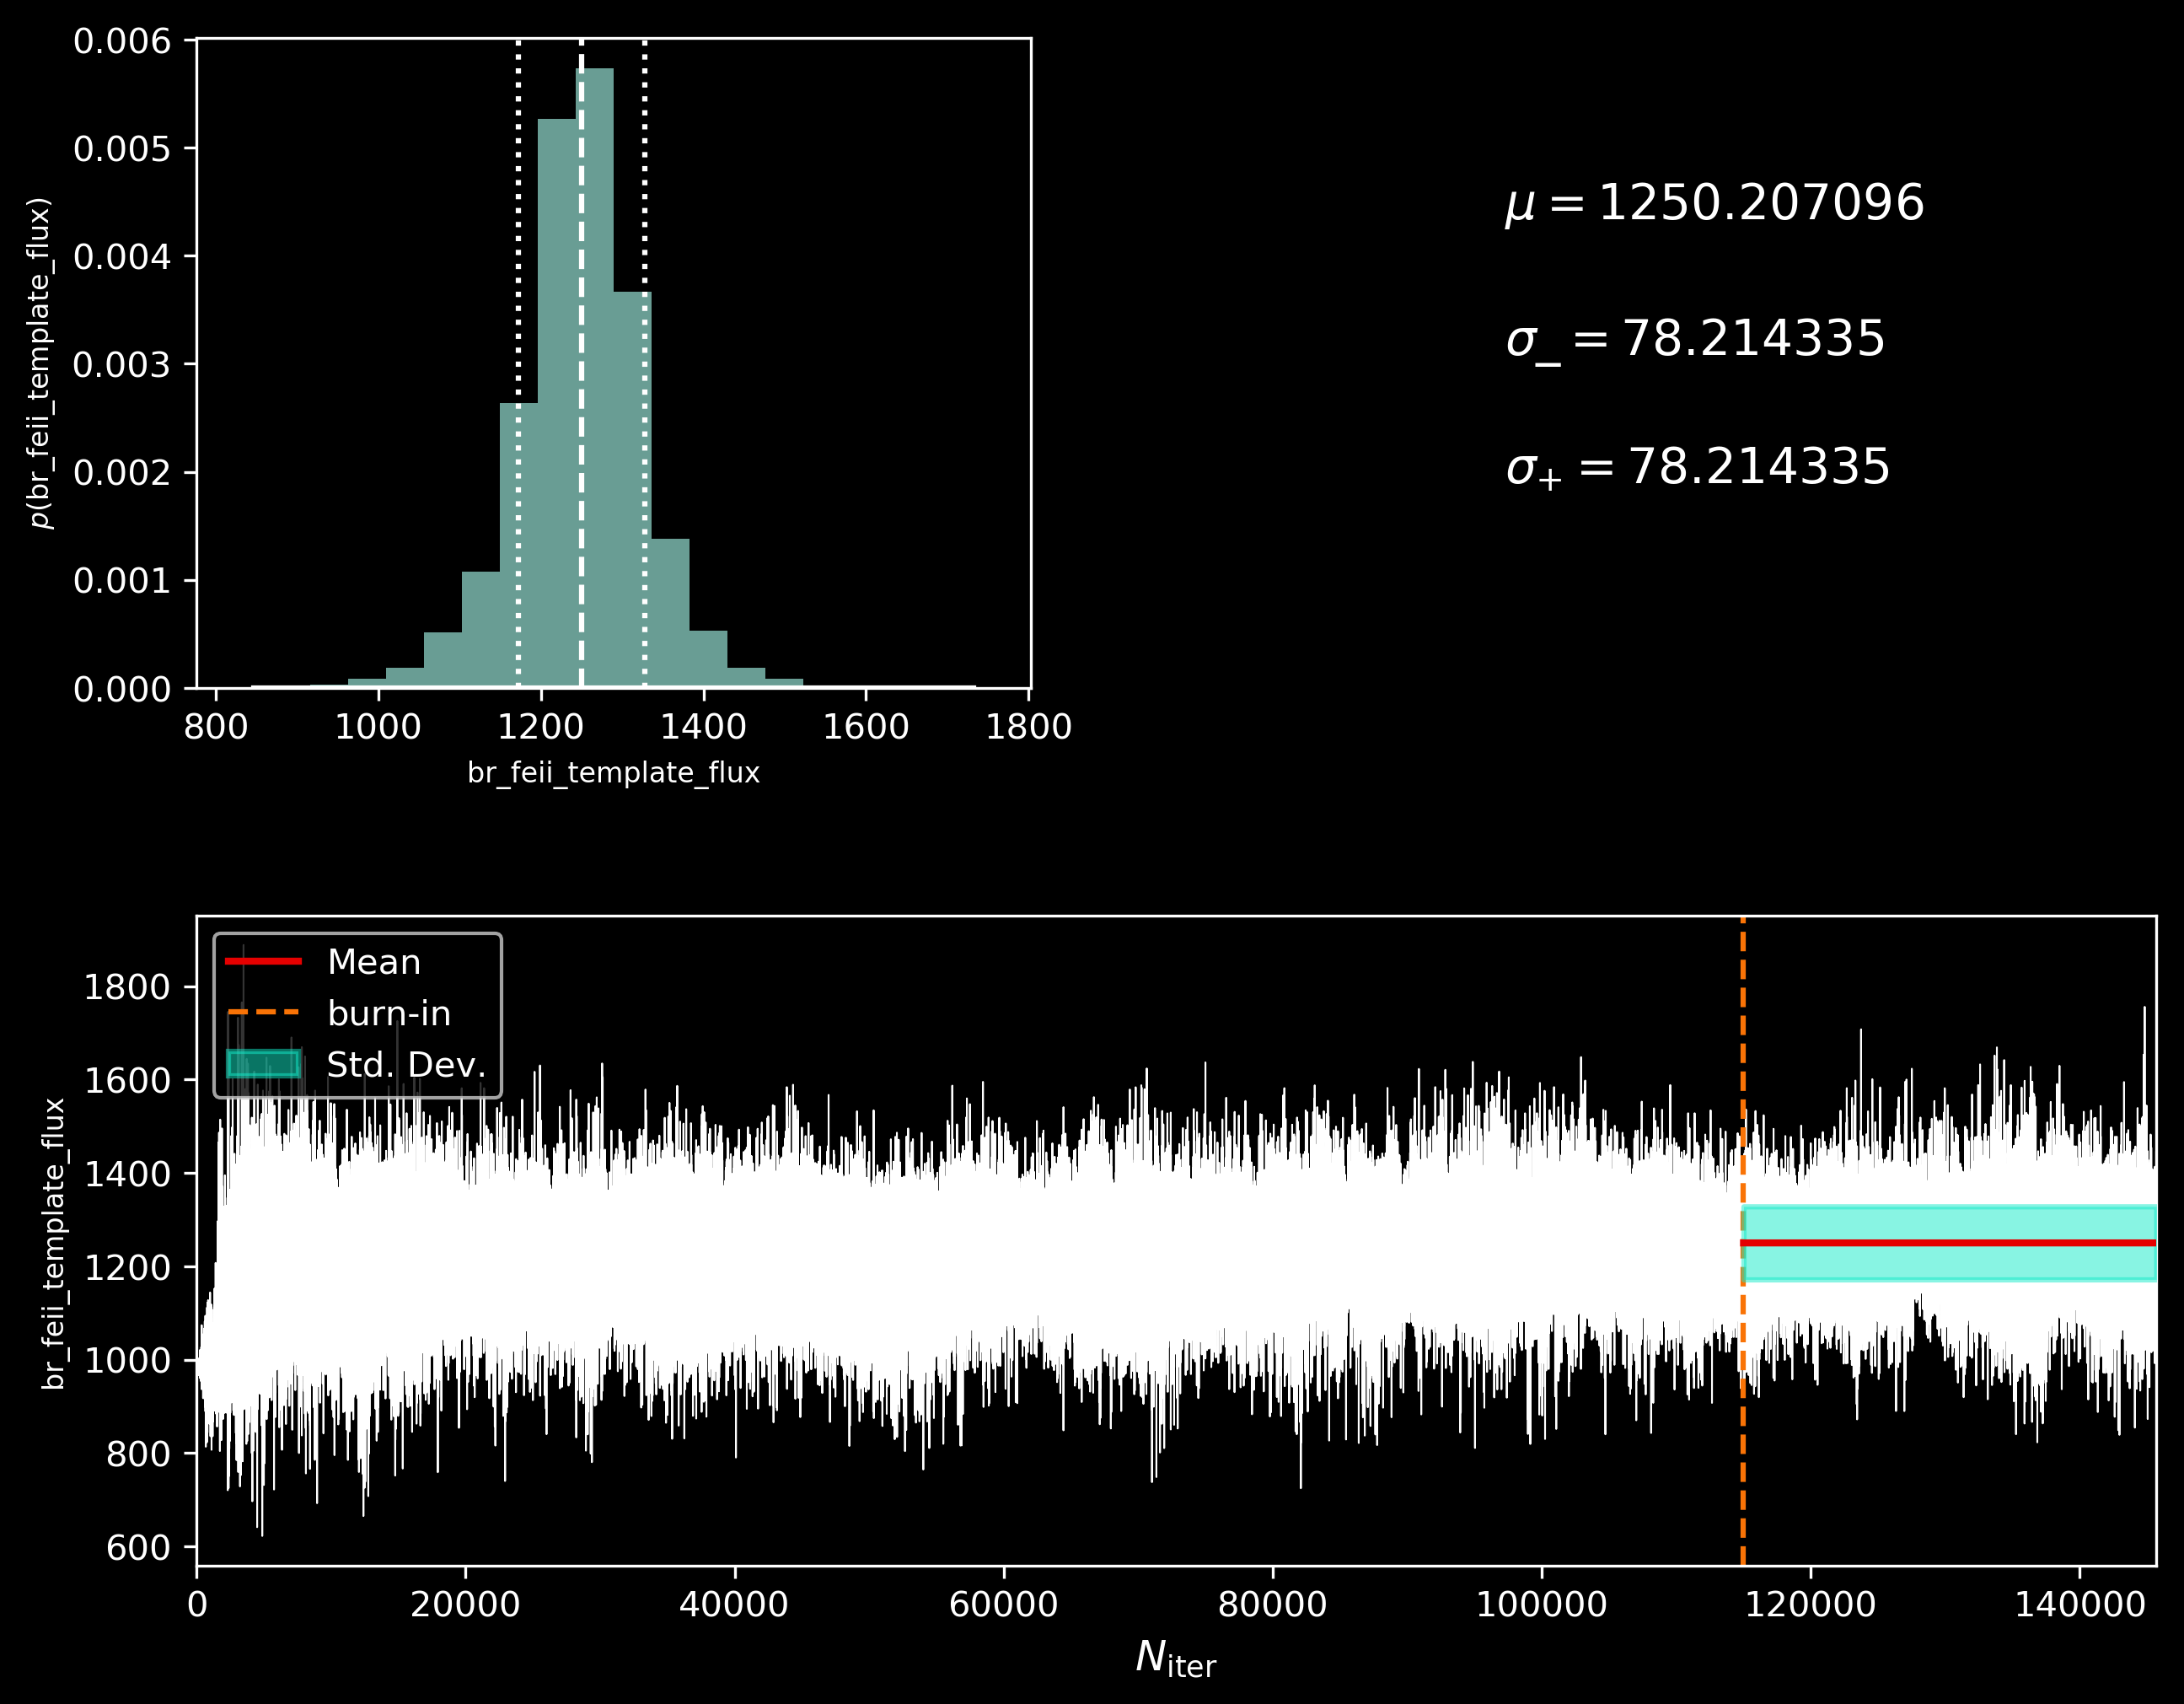 0.006
0.005
0.004
0.003
0.002
0.001
0.000
p(br_feii_template_flux)
800 1000 1200 1400 1600 1800
br_feii_template_flux
μ = 1250.207096
σ− = 78.214335
σ+ = 78.214335
Mean
burn-in
Std. Dev.
1800
1600
1400
1200
1000
800
600
br_feii_template_flux
0 20000 40000 60000 80000 100000 120000 140000
Niter